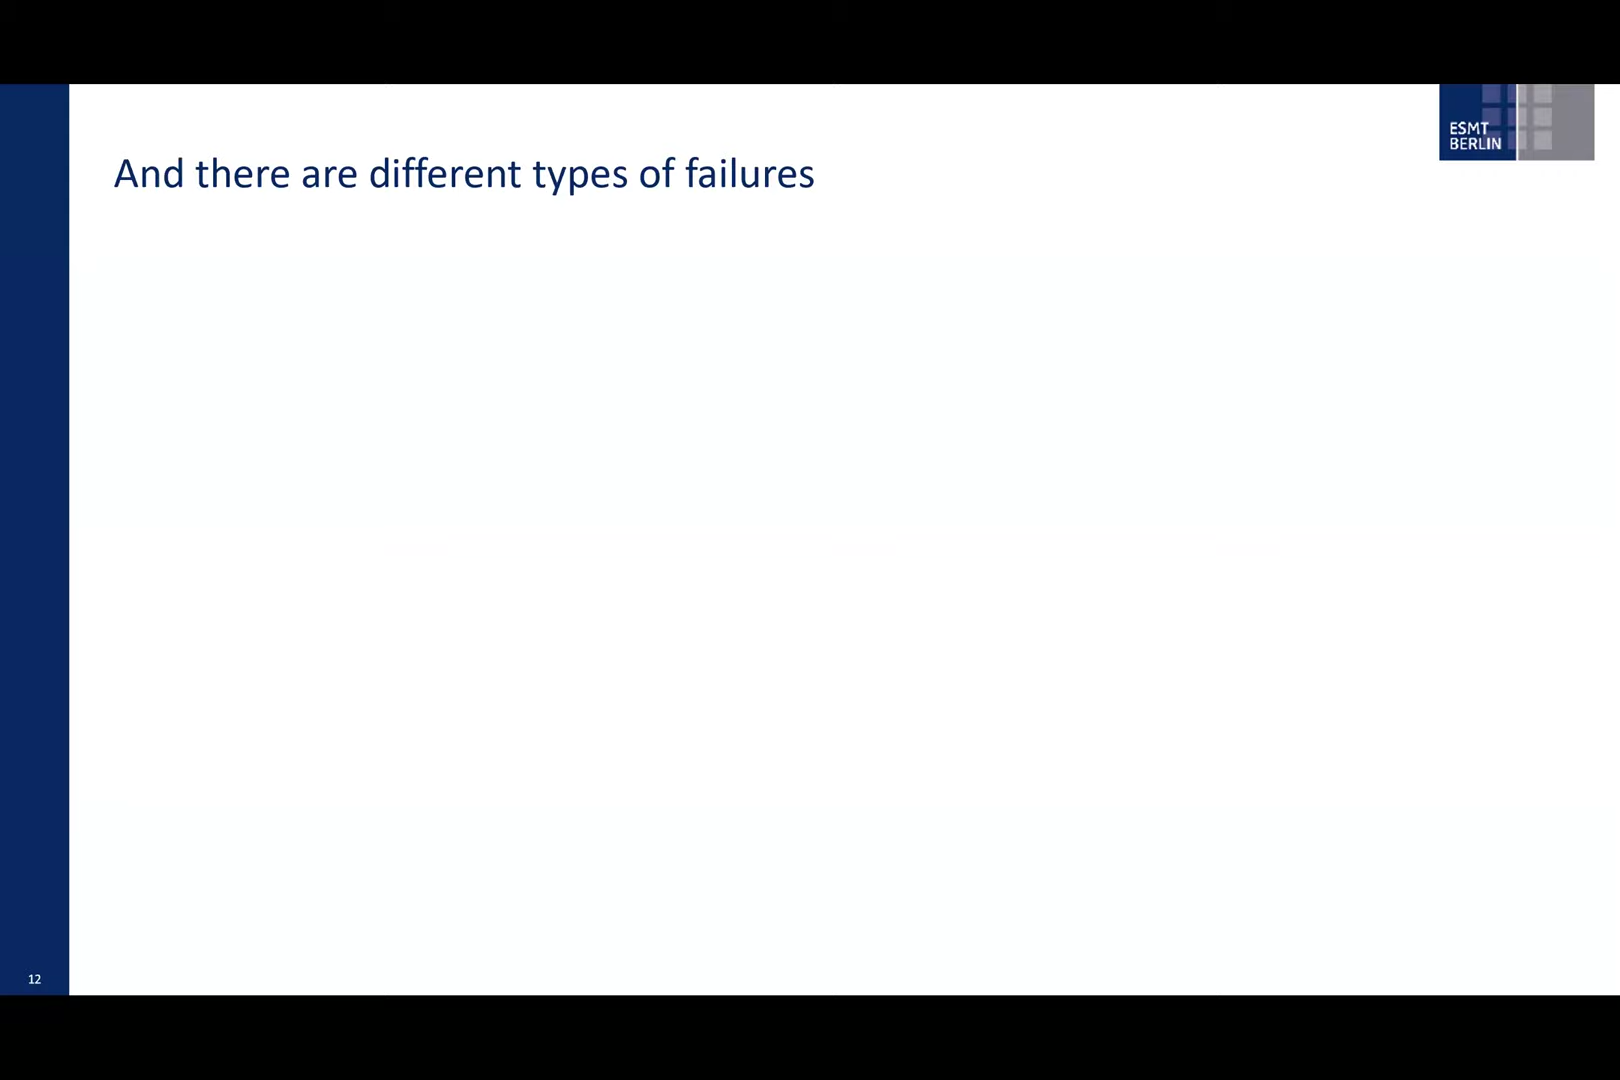 ESMT
BERLIN
And there are different types of failures
12